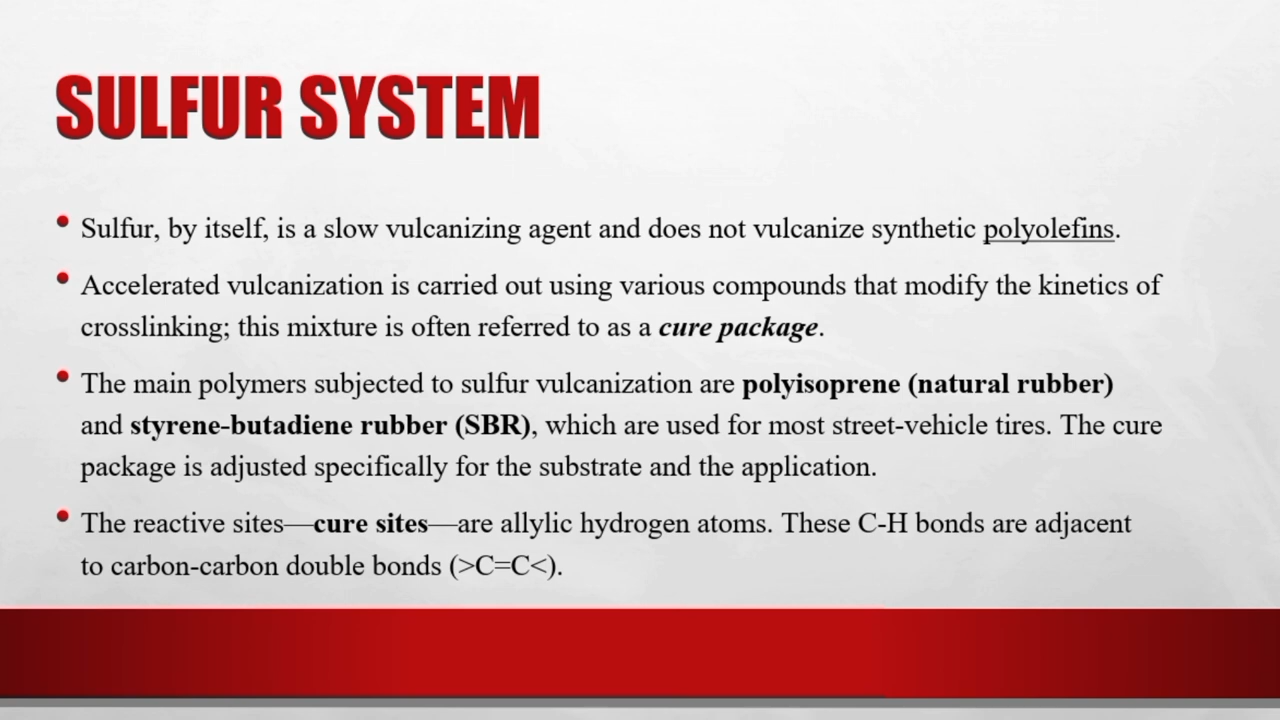 SULFUR SYSTEM
• Sulfur, by itself, is a slow vulcanizing agent and does not vulcanize synthetic polyolefins.
• Accelerated vulcanization is carried out using various compounds that modify the kinetics of
crosslinking; this mixture is often referred to as a cure package.
• The main polymers subjected to sulfur vulcanization are polyisoprene (natural rubber)
and styrene-butadiene rubber (SBR), which are used for most street-vehicle tires. The cure
package is adjusted specifically for the substrate and the application.
• The reactive sites—cure sites—are allylic hydrogen atoms. These C-H bonds are adjacent
to carbon-carbon double bonds (>C=C<).